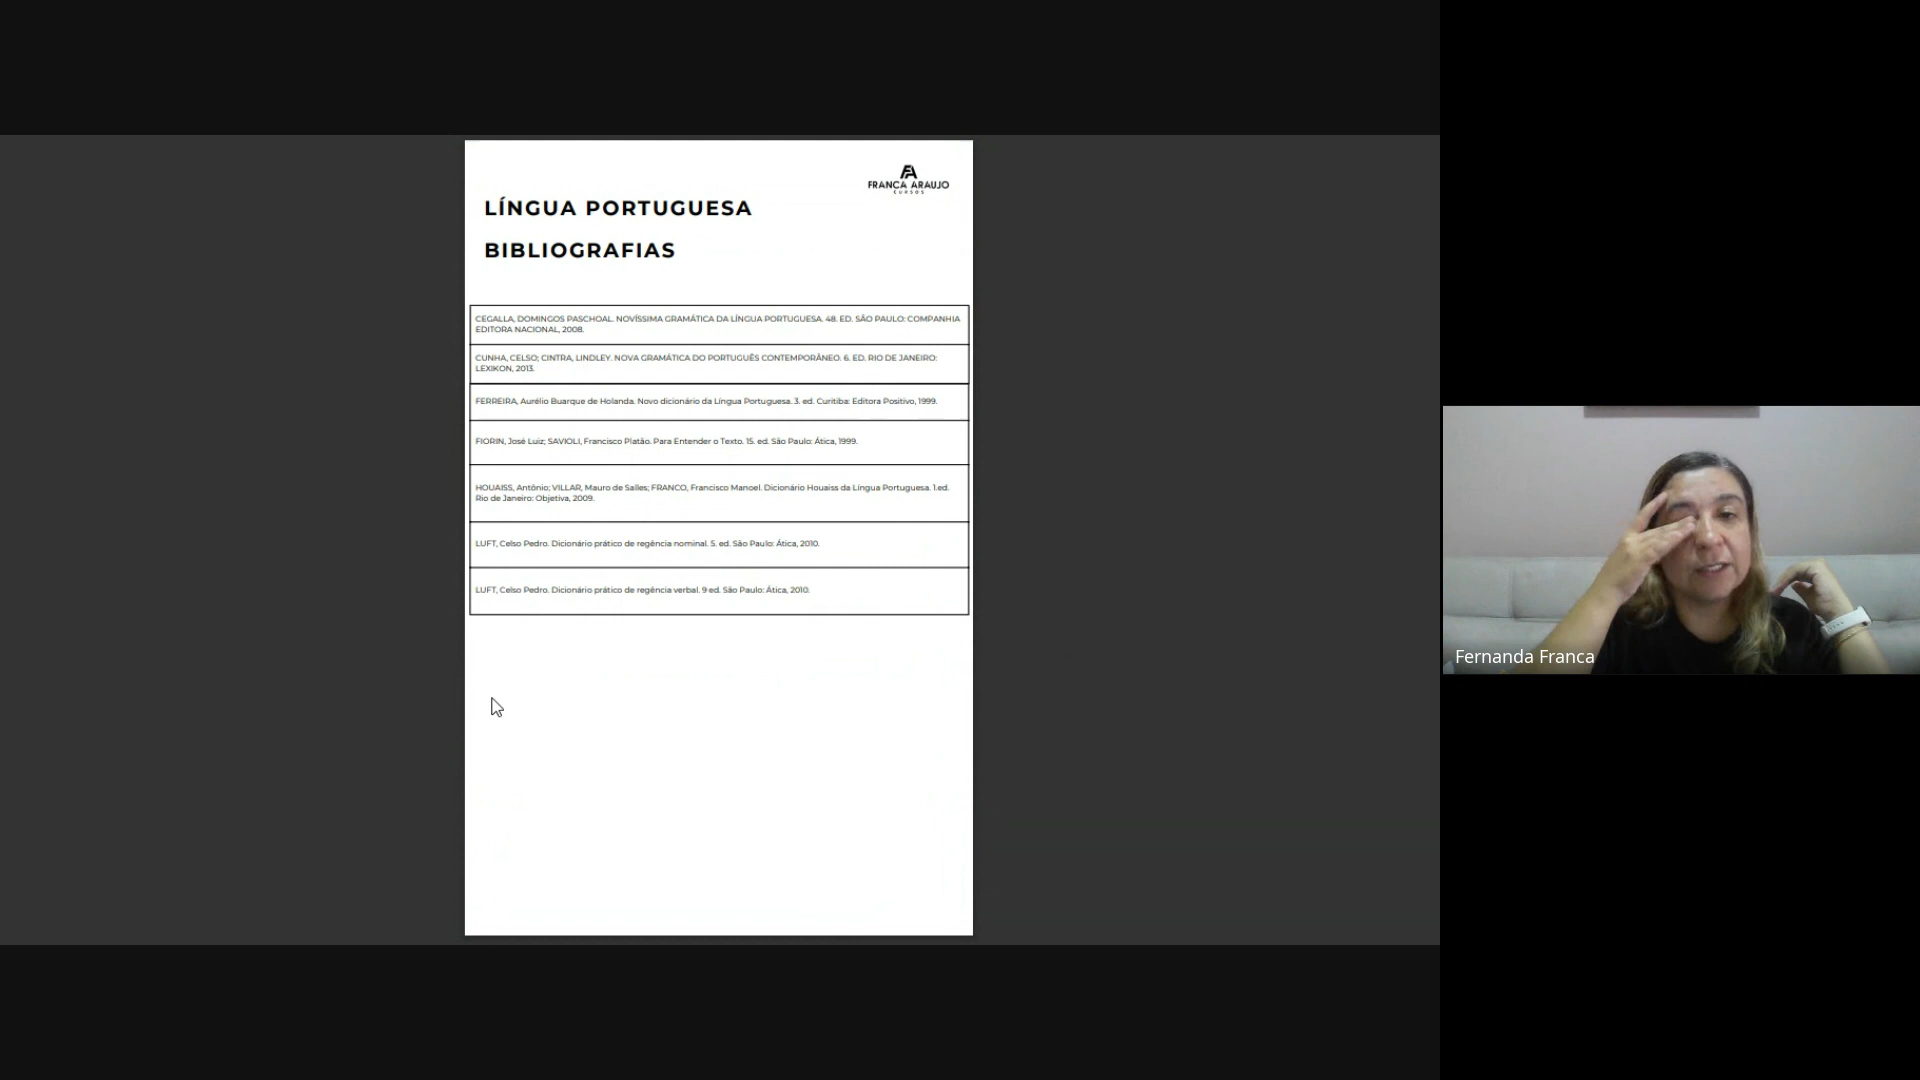 FRANCA ARAUJO
CURSOS
LÍNGUA PORTUGUESA
BIBLIOGRAFIAS
CEGALLA, DOMINGOS PASCHOAL. NOVÍSSIMA GRAMÁTICA DA LÍNGUA PORTUGUESA. 48. ED. SÃO PAULO: COMPANHIA
EDITORA NACIONAL, 2008.
CUNHA, CELSO; CINTRA, LINDLEY. NOVA GRAMÁTICA DO PORTUGUÊS CONTEMPORÂNEO. 6. ED. RIO DE JANEIRO:
LEXIKON, 2013.
FERREIRA, Aurélio Buarque de Holanda. Novo dicionário da Língua Portuguesa. 3. ed. Curitiba: Editora Positivo, 1999.
FIORIN, José Luiz; SAVIOLI, Francisco Platão. Para Entender o Texto. 15. ed. São Paulo: Ática, 1999.
HOUAISS, Antônio; VILLAR, Mauro de Salles; FRANCO, Francisco Manoel. Dicionário Houaiss da Língua Portuguesa. 1.ed.
Rio de Janeiro: Objetiva, 2009.
LUFT, Celso Pedro. Dicionário prático de regência nominal. 5. ed. São Paulo: Ática, 2010.
LUFT, Celso Pedro. Dicionário prático de regência verbal. 9 ed. São Paulo: Ática, 2010.
Fernanda Franca